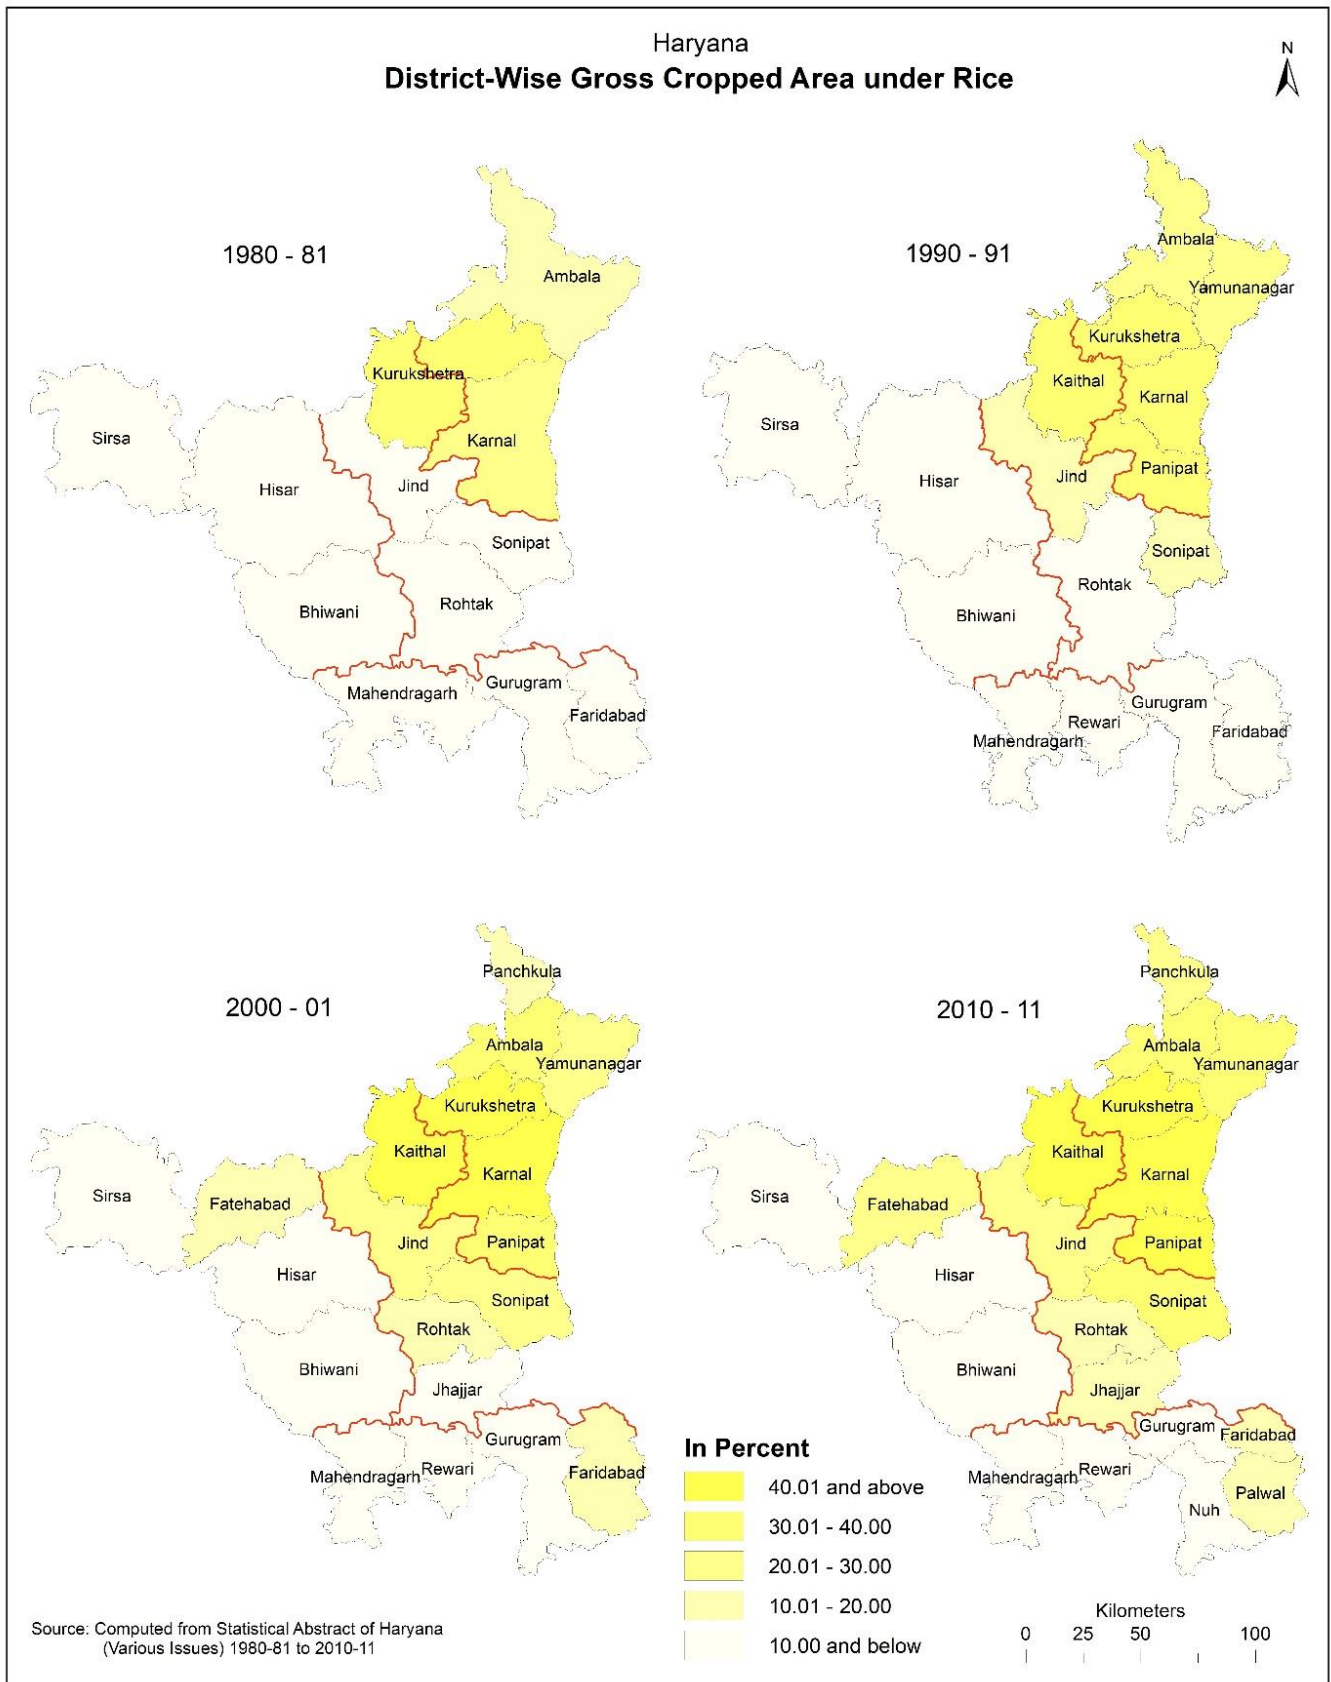 Haryana
District-Wise Gross Cropped Area under Rice
N
1980 - 81
Ambala
Kurukshetra
Karnal
Sirsa
Hisar
Jind
Sonipat
Bhiwani
Rohtak
Mahendragarh
Gurugram
Faridabad
1990 - 91
Ambala
Yamunanagar
Kurukshetra
Kaithal
Karnal
Sirsa
Panipat
Hisar
Jind
Sonipat
Rohtak
Bhiwani
Gurugram
Rewari
Faridabad
Mahendragarh
2000 - 01
Panchkula
Ambala
Yamunanagar
Kurukshetra
Kaithal
Karnal
Sirsa
Fatehabad
Jind
Panipat
Hisar
Sonipat
Rohtak
Bhiwani
Jhajjar
Gurugram
Mahendragarh
Rewari
Faridabad
2010 - 11
Panchkula
Ambala
Yamunanagar
Kurukshetra
Kaithal
Karnal
Sirsa
Fatehabad
Jind
Panipat
Hisar
Sonipat
Rohtak
Bhiwani
Jhajjar
Gurugram
Faridabad
Mahendragarh
Rewari
Palwal
Nuh
In Percent
40.01 and above
30.01 - 40.00
20.01 - 30.00
10.01 - 20.00
10.00 and below
Source: Computed from Statistical Abstract of Haryana
(Various Issues) 1980-81 to 2010-11
Kilometers
0 25 50 100